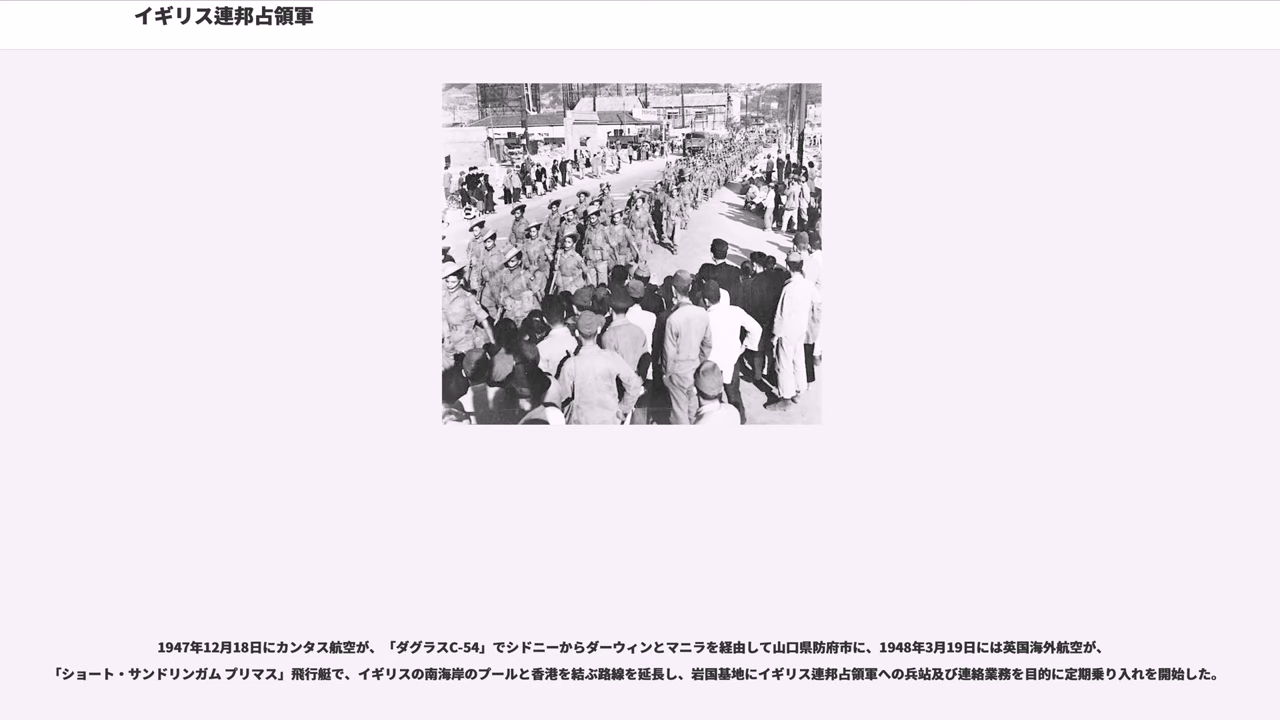 イギリス連邦占領軍
1947年12月18日にカンタス航空が、「ダグラスC-54」でシドニーからダーウィンとマニラを経由して山口県防府市に、1948年3月19日には英国海外航空が、
「ショート・サンドリンガム プリマス」飛行艇で、イギリスの南海岸のプールと香港を結ぶ路線を延長し、岩国基地にイギリス連邦占領軍への兵站及び連絡業務を目的に定期乗り入れを開始した。